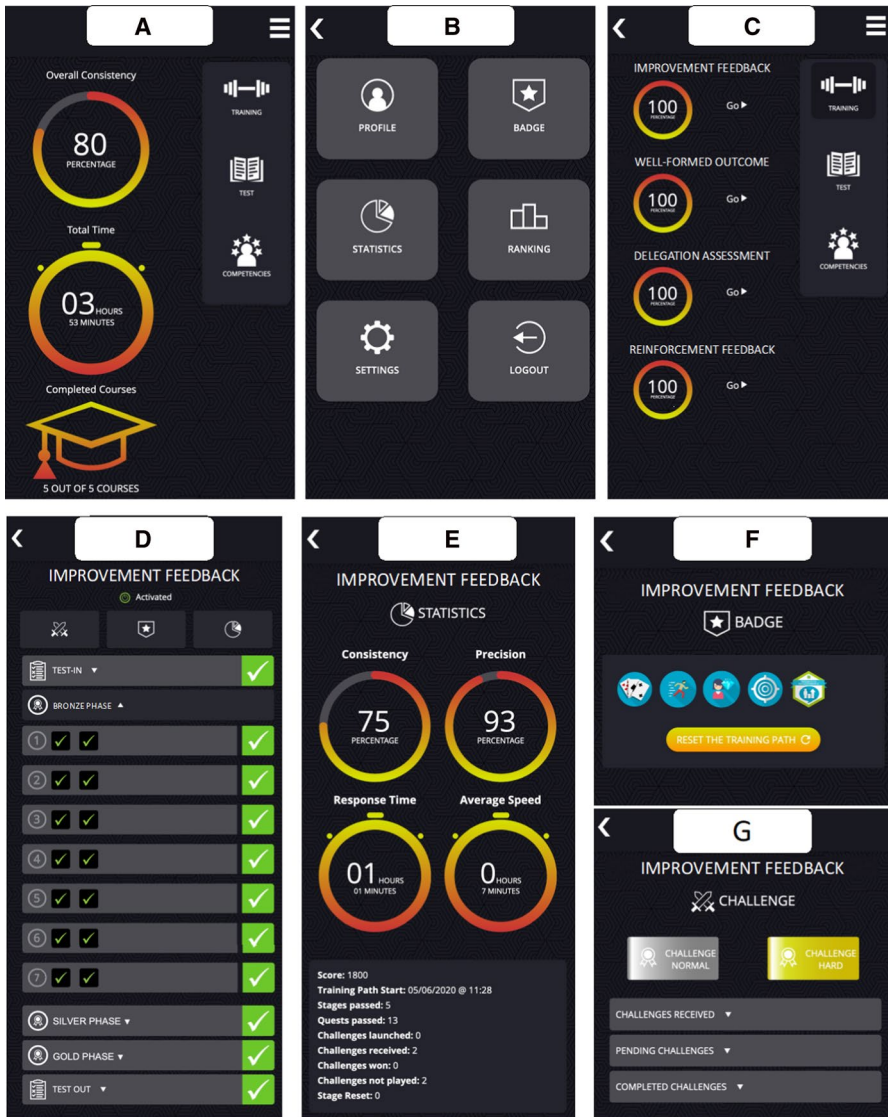 A
Overall Consistency
80
PERCENTAGE
Total Time
03 HOURS
53 MINUTES
Completed Courses
5 OUT OF 5 COURSES
TRAINING
TEST
COMPETENCIES
B
PROFILE
BADGE
STATISTICS
RANKING
SETTINGS
LOGOUT
C
IMPROVEMENT FEEDBACK
100
PERCENTAGE
Go
WELL-FORMED OUTCOME
100
PERCENTAGE
Go
DELEGATION ASSESSMENT
100
PERCENTAGE
Go
REINFORCEMENT FEEDBACK
100
PERCENTAGE
Go
TRAINING
TEST
COMPETENCIES
D
IMPROVEMENT FEEDBACK
Activated
TEST-IN
BRONZE PHASE
1
2
3
4
5
6
7
SILVER PHASE
GOLD PHASE
TEST OUT
E
IMPROVEMENT FEEDBACK
STATISTICS
Consistency
75
PERCENTAGE
Precision
93
PERCENTAGE
Response Time
01 HOURS
01 MINUTES
Average Speed
0 HOURS
7 MINUTES
Score: 1800
Training Path Start: 05/06/2020 @ 11:28
Stages passed: 5
Quests passed: 13
Challenges launched: 0
Challenges received: 2
Challenges won: 0
Challenges not played: 2
Stage Reset: 0
F
IMPROVEMENT FEEDBACK
BADGE
RESET THE TRAINING PATH
G
IMPROVEMENT FEEDBACK
CHALLENGE
CHALLENGE
NORMAL
CHALLENGE
HARD
CHALLENGES RECEIVED
PENDING CHALLENGES
COMPLETED CHALLENGES